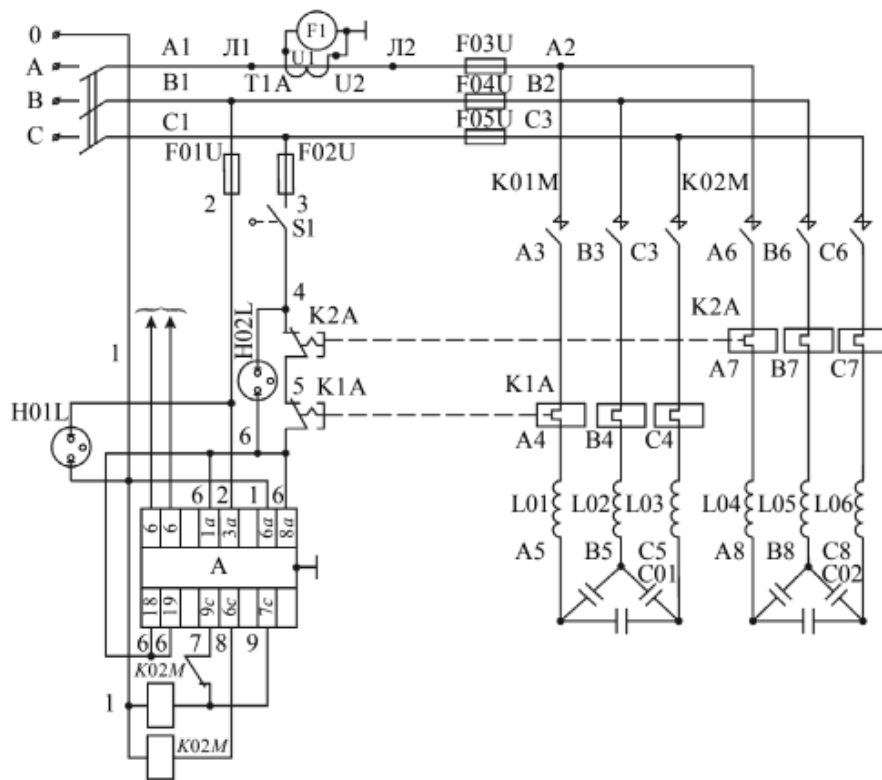 0
A
B
C
A1
Л1
F1
U1
T1A
U2
Л2
F03U
A2
B1
F04U
B2
C1
F05U
C3
F01U
F02U
2
3
S1
K01M
K02M
A3
B3
C3
A6
B6
C6
4
H02L
K2A
K2A
A7
B7
C7
1
5
K1A
K1A
H01L
6
A4
B4
C4
6
2
1
6
L01
L02
L03
L04
L05
L06
6
6
1a
3a
6a
8a
A5
B5
C5
C01
A8
B8
C8
C02
A
18
19
9c
6c
7c
6
6
7
8
9
K02M
1
K02M